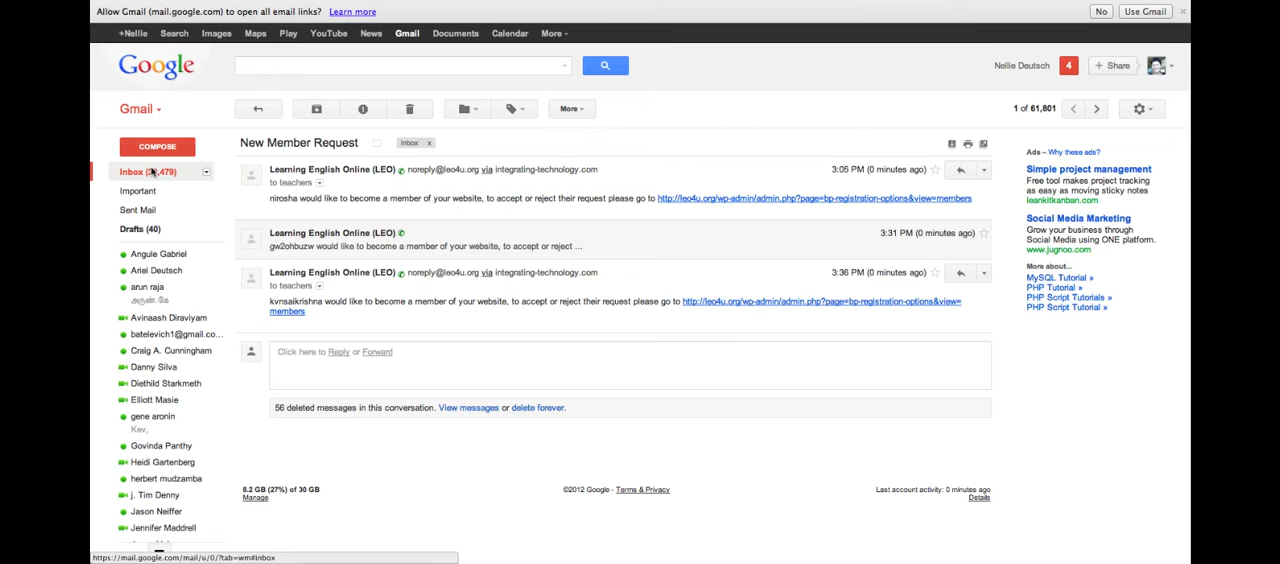 Allow Gmail (mail.google.com) to open all email links? Learn more No Use Gmail
+Nellie Search Images Maps Play YouTube News Gmail Documents Calendar More
Google Nellie Deutsch 4 + Share
Gmail More 1 of 61,801
COMPOSE
New Member Request Inbox x
Inbox
Important
Sent Mail
Drafts (40)
Angule Gabriel
Ariel Deutsch
arun raja
அருண்.கே
Avinaash Diraviyam
batelevich1@gmail.co...
Craig A. Cunningham
Danny Silva
Diethild Starkmeth
Elliott Masie
gene aronin
Kev,
Govinda Panthy
Heidi Gartenberg
herbert mudzamba
j. Tim Denny
Jason Neiffer
Jennifer Maddrell
Learning English Online (LEO) noreply@leo4u.org via integrating-technology.com 3:05 PM (0 minutes ago)
to teachers
nirosha would like to become a member of your website, to accept or reject their request please go to http://leo4u.org/wp-admin/admin.php?page=bp-registration-options&view=members
Learning English Online (LEO) 3:31 PM (0 minutes ago)
gw2ohbuzw would like to become a member of your website, to accept or reject ...
Learning English Online (LEO) noreply@leo4u.org via integrating-technology.com 3:36 PM (0 minutes ago)
to teachers
kvnsaikrishna would like to become a member of your website, to accept or reject their request please go to http://leo4u.org/wp-admin/admin.php?page=bp-registration-options&view=
members
Click here to Reply or Forward
56 deleted messages in this conversation. View messages or delete forever.
8.2 GB (27%) of 30 GB
Manage
©2012 Google - Terms & Privacy
Last account activity: 0 minutes ago
Details
Ads – Why these ads?
Simple project management
Free tool makes project tracking
as easy as moving sticky notes
leankitkanban.com
Social Media Marketing
Grow your business through
Social Media using ONE platform.
www.jugnoo.com
More about...
MySQL Tutorial »
PHP Tutorial »
PHP Script Tutorials »
PHP Script Tutorial »
https://mail.google.com/mail/u/0/?tab=wm#inbox